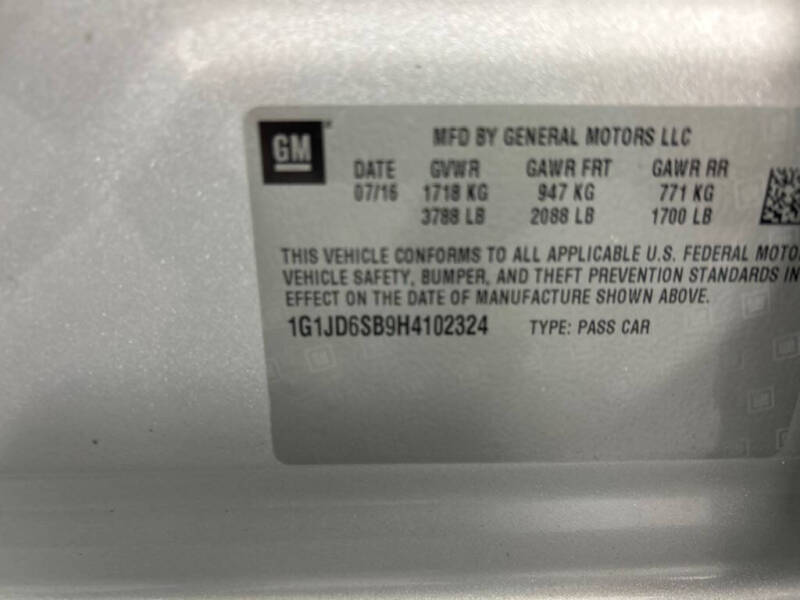 GM
MFD BY GENERAL MOTORS LLC
DATE GVWR GAWR FRT GAWR RR
07/16 1718 KG 947 KG 771 KG
3788 LB 2088 LB 1700 LB
THIS VEHICLE CONFORMS TO ALL APPLICABLE U.S. FEDERAL MOTO
VEHICLE SAFETY, BUMPER, AND THEFT PREVENTION STANDARDS IN
EFFECT ON THE DATE OF MANUFACTURE SHOWN ABOVE.
1G1JD6SB9H4102324 TYPE: PASS CAR